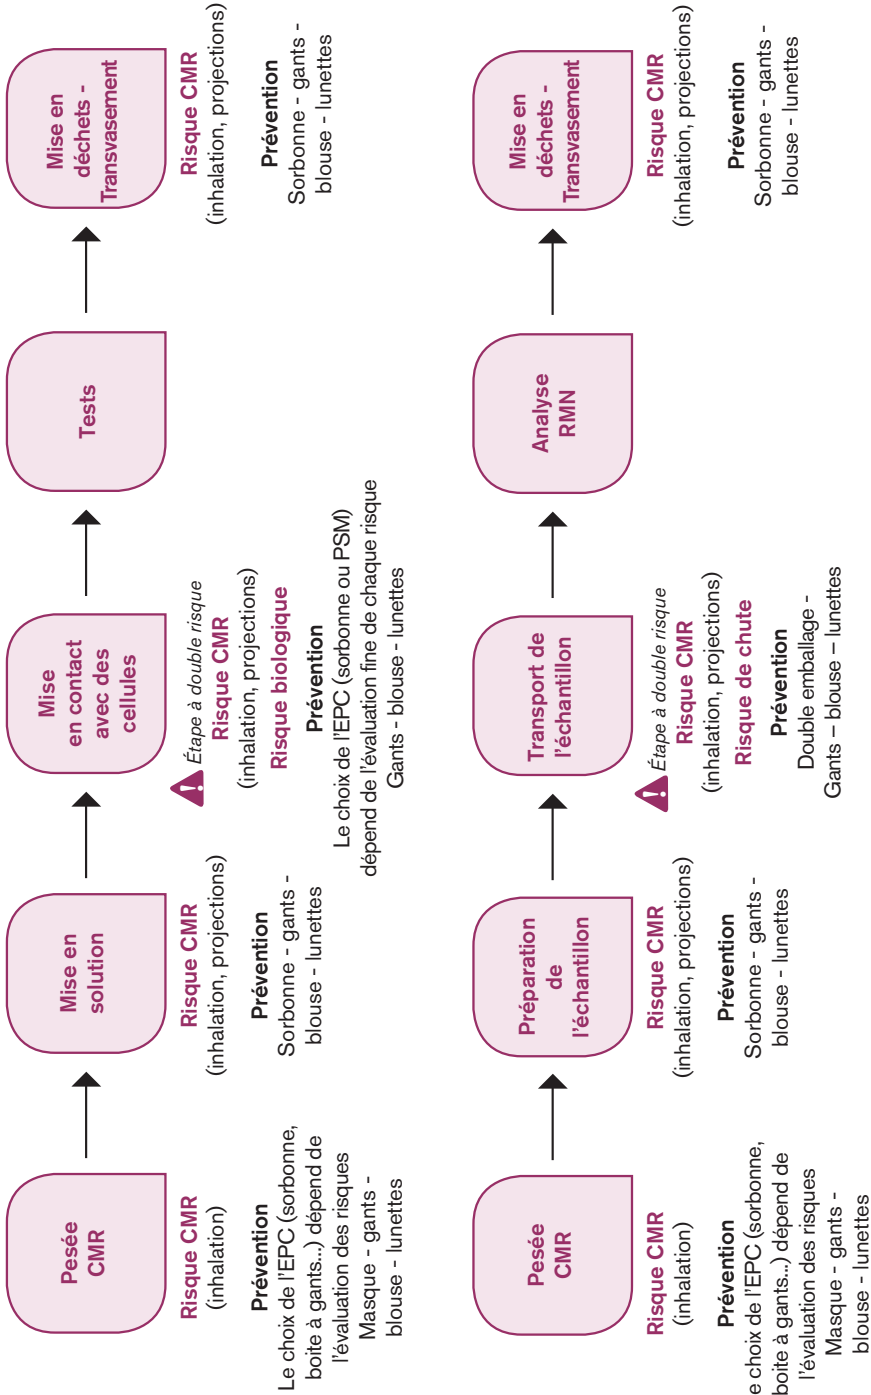 Pesée
CMR
Risque CMR
(inhalation)
Prévention
Le choix de l'EPC (sorbonne,
boite à gants...) dépend de
l'évaluation des risques
Masque - gants -
blouse - lunettes
Mise en
solution
Risque CMR
(inhalation, projections)
Prévention
Sorbonne - gants -
blouse - lunettes
Mise
en contact
avec des
cellules
Étape à double risque
Risque CMR
(inhalation, projections)
Risque biologique
Prévention
Le choix de l'EPC (sorbonne ou PSM)
dépend de l'évaluation fine de chaque risque
Gants - blouse - lunettes
Tests
Mise en
déchets -
Transvasement
Risque CMR
(inhalation, projections)
Prévention
Sorbonne - gants -
blouse - lunettes
Pesée
CMR
Risque CMR
(inhalation)
Prévention
e choix de l'EPC (sorbonne,
boite à gants...) dépend de
l'évaluation des risques
Masque - gants -
blouse - lunettes
Préparation
de
l'échantillon
Risque CMR
(inhalation, projections)
Prévention
Sorbonne - gants -
blouse - lunettes
Transport de
l'échantillon
Étape à double risque
Risque CMR
(inhalation, projections)
Risque de chute
Prévention
Double emballage -
Gants – blouse – lunettes
Analyse
RMN
Mise en
déchets -
Transvasement
Risque CMR
(inhalation, projections)
Prévention
Sorbonne - gants -
blouse - lunettes